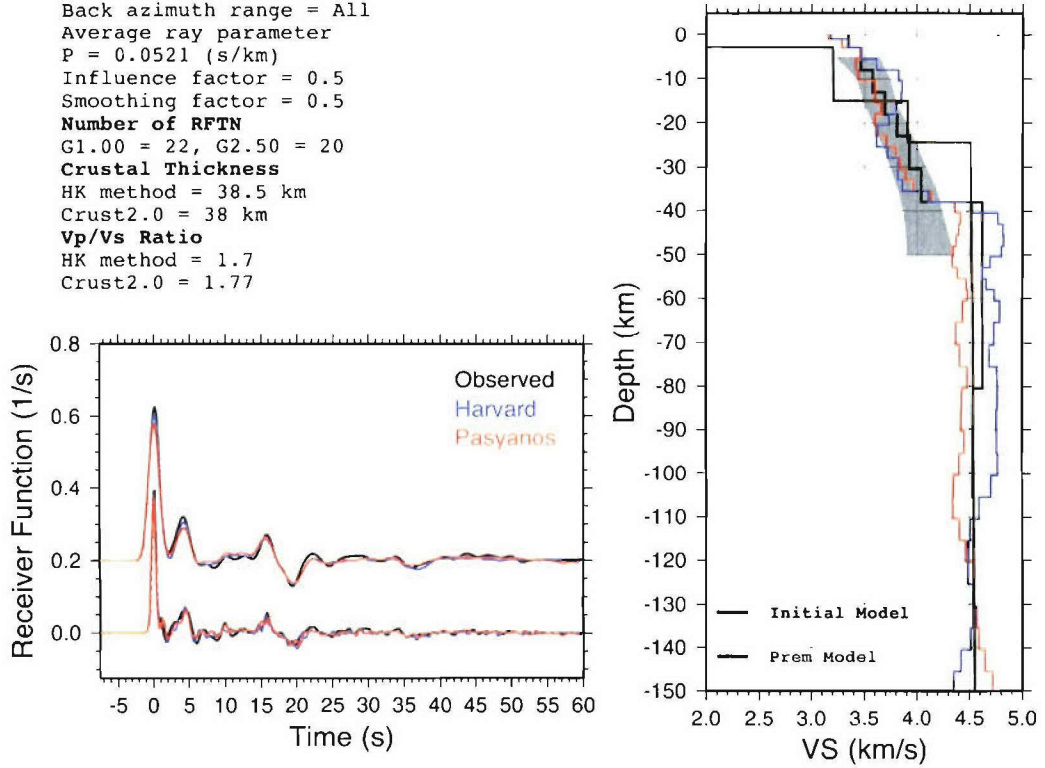 Back azimuth range = All
Average ray parameter
P = 0.0521 (s/km)
Influence factor = 0.5
Smoothing factor = 0.5
Number of RFTN
G1.00 = 22, G2.50 = 20
Crustal Thickness
HK method = 38.5 km
Crust2.0 = 38 km
Vp/Vs Ratio
HK method = 1.7
Crust2.0 = 1.77
Receiver Function (1/s)
0.8
0.6
0.4
0.2
0.0
Observed
Harvard
Pasyanos
-5 0 5 10 15 20 25 30 35 40 45 50 55 60
Time (s)
Depth (km)
0
-10
-20
-30
-40
-50
-60
-70
-80
-90
-100
-110
-120
-130
-140
-150
Initial Model
Prem Model
2.0 2.5 3.0 3.5 4.0 4.5 5.0
VS (km/s)